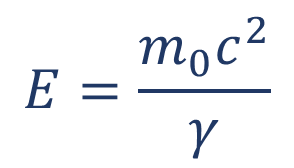 E = m₀c² / γ